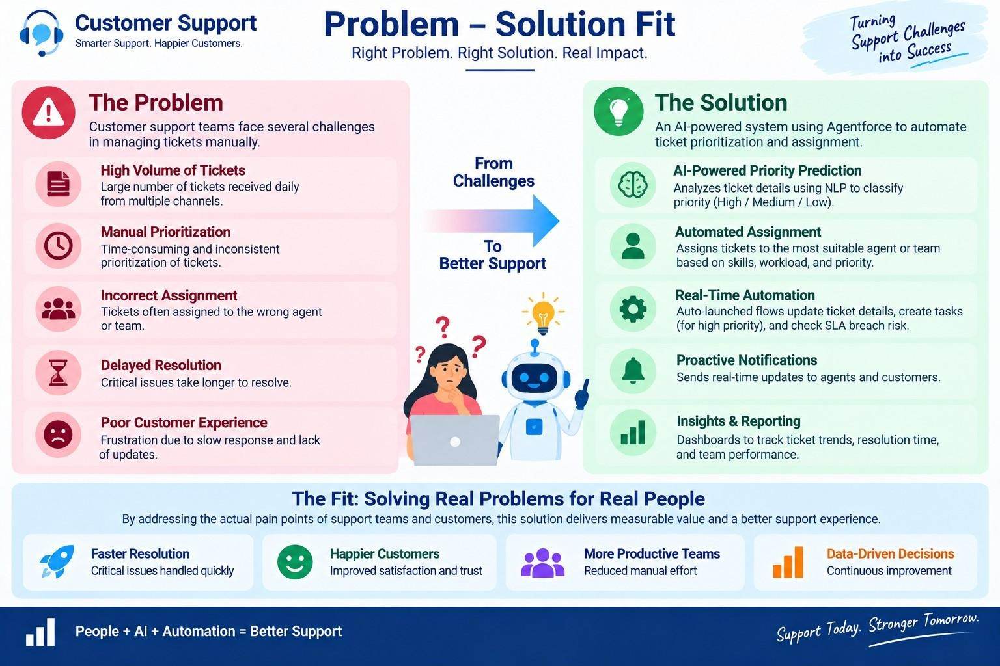 Customer Support
Smarter Support. Happier Customers.
Problem – Solution Fit
Right Problem. Right Solution. Real Impact.
Turning
Support Challenges
into Success
The Problem
Customer support teams face several challenges
in managing tickets manually.
High Volume of Tickets
Large number of tickets received daily
from multiple channels.
Manual Prioritization
Time-consuming and inconsistent
prioritization of tickets.
Incorrect Assignment
Tickets often assigned to the wrong agent
or team.
Delayed Resolution
Critical issues take longer to resolve.
Poor Customer Experience
Frustration due to slow response and lack
of updates.
From
Challenges
To
Better Support
? ? ?
The Solution
An AI-powered system using Agentforce to automate
ticket prioritization and assignment.
AI-Powered Priority Prediction
Analyzes ticket details using NLP to classify
priority (High / Medium / Low).
Automated Assignment
Assigns tickets to the most suitable agent or team
based on skills, workload, and priority.
Real-Time Automation
Auto-launched flows update ticket details, create tasks
(for high priority), and check SLA breach risk.
Proactive Notifications
Sends real-time updates to agents and customers.
Insights & Reporting
Dashboards to track ticket trends, resolution time,
and team performance.
The Fit: Solving Real Problems for Real People
By addressing the actual pain points of support teams and customers, this solution delivers measurable value and a better support experience.
Faster Resolution
Critical issues handled quickly
Happier Customers
Improved satisfaction and trust
More Productive Teams
Reduced manual effort
Data-Driven Decisions
Continuous improvement
People + AI + Automation = Better Support
Support Today. Stronger Tomorrow.